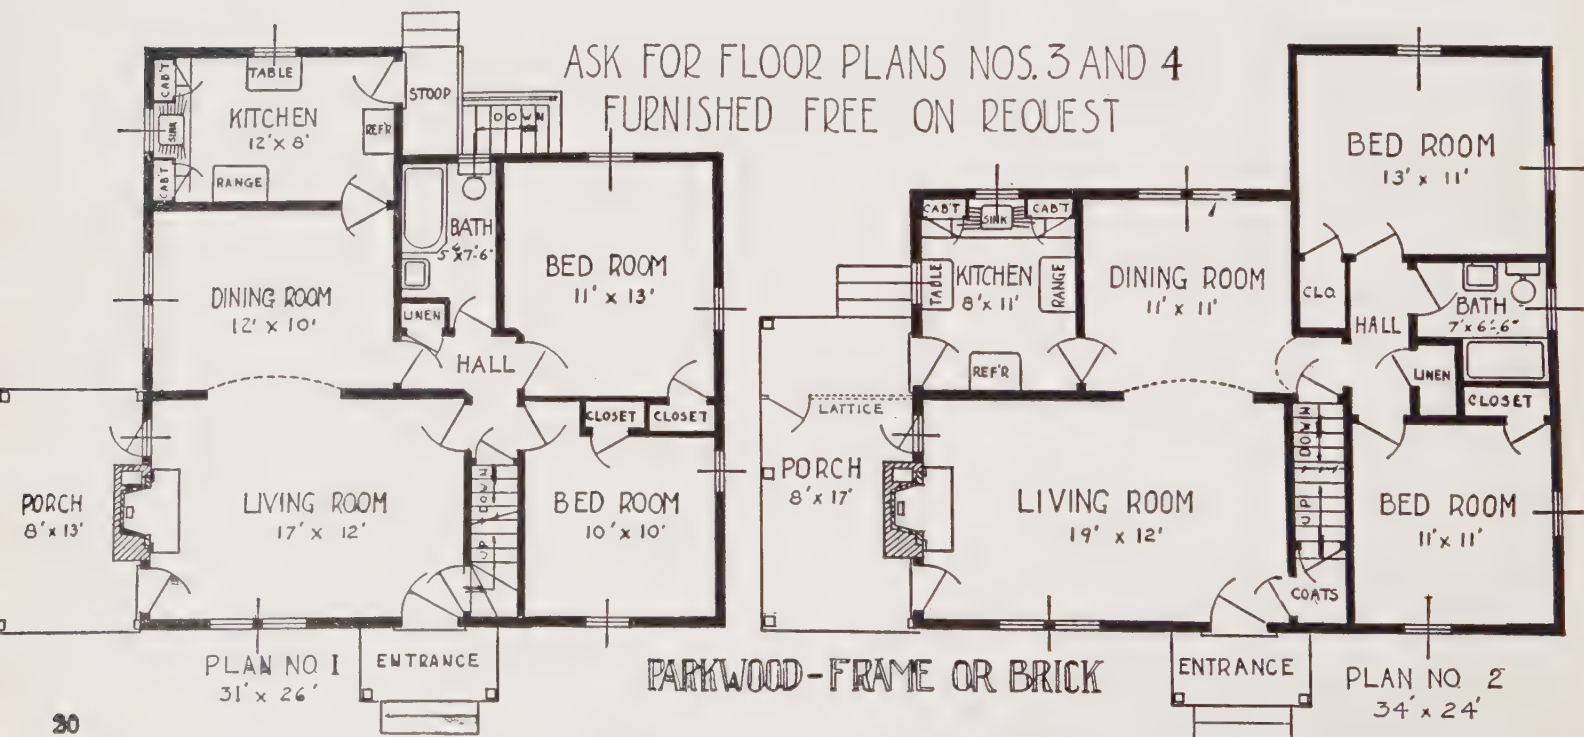 ASK FOR FLOOR PLANS NOS. 3 AND 4
FURNISHED FREE ON REQUEST
CAB'T
TABLE
KITCHEN
12' x 8'
SINK
CAB'T
RANGE
REF'R
STOOP
DOWN
BATH
5' x 7'-6"
LINEN
DINING ROOM
12' x 10'
HALL
BED ROOM
11' x 13'
CLOSET
CLOSET
PORCH
8' x 13'
LIVING ROOM
17' x 12'
DOWN
UP
BED ROOM
10' x 10'
ENTRANCE
PLAN NO. 1
31' x 26'
PARKWOOD-FRAME OR BRICK
BED ROOM
13' x 11'
CAB'T
SINK
CAB'T
TABLE
KITCHEN
8' x 11'
RANGE
REF'R
DINING ROOM
11' x 11'
CLO.
HALL
BATH
7' x 6'-6"
LINEN
CLOSET
LATTICE
PORCH
8' x 17'
LIVING ROOM
19' x 12'
DOWN
UP
COATS
BED ROOM
11' x 11'
ENTRANCE
PLAN NO. 2
34' x 24'
20